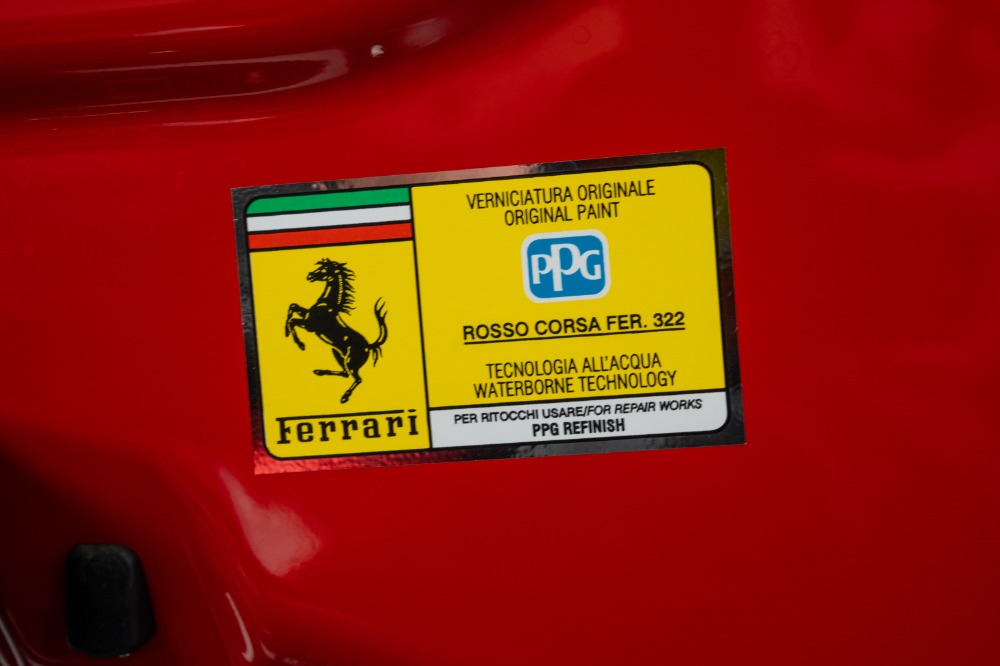 Ferrari
VERNICIATURA ORIGINALE
ORIGINAL PAINT
PPG
ROSSO CORSA FER. 322
TECNOLOGIA ALL'ACQUA
WATERBORNE TECHNOLOGY
PER RITOCCHI USARE/FOR REPAIR WORKS
PPG REFINISH